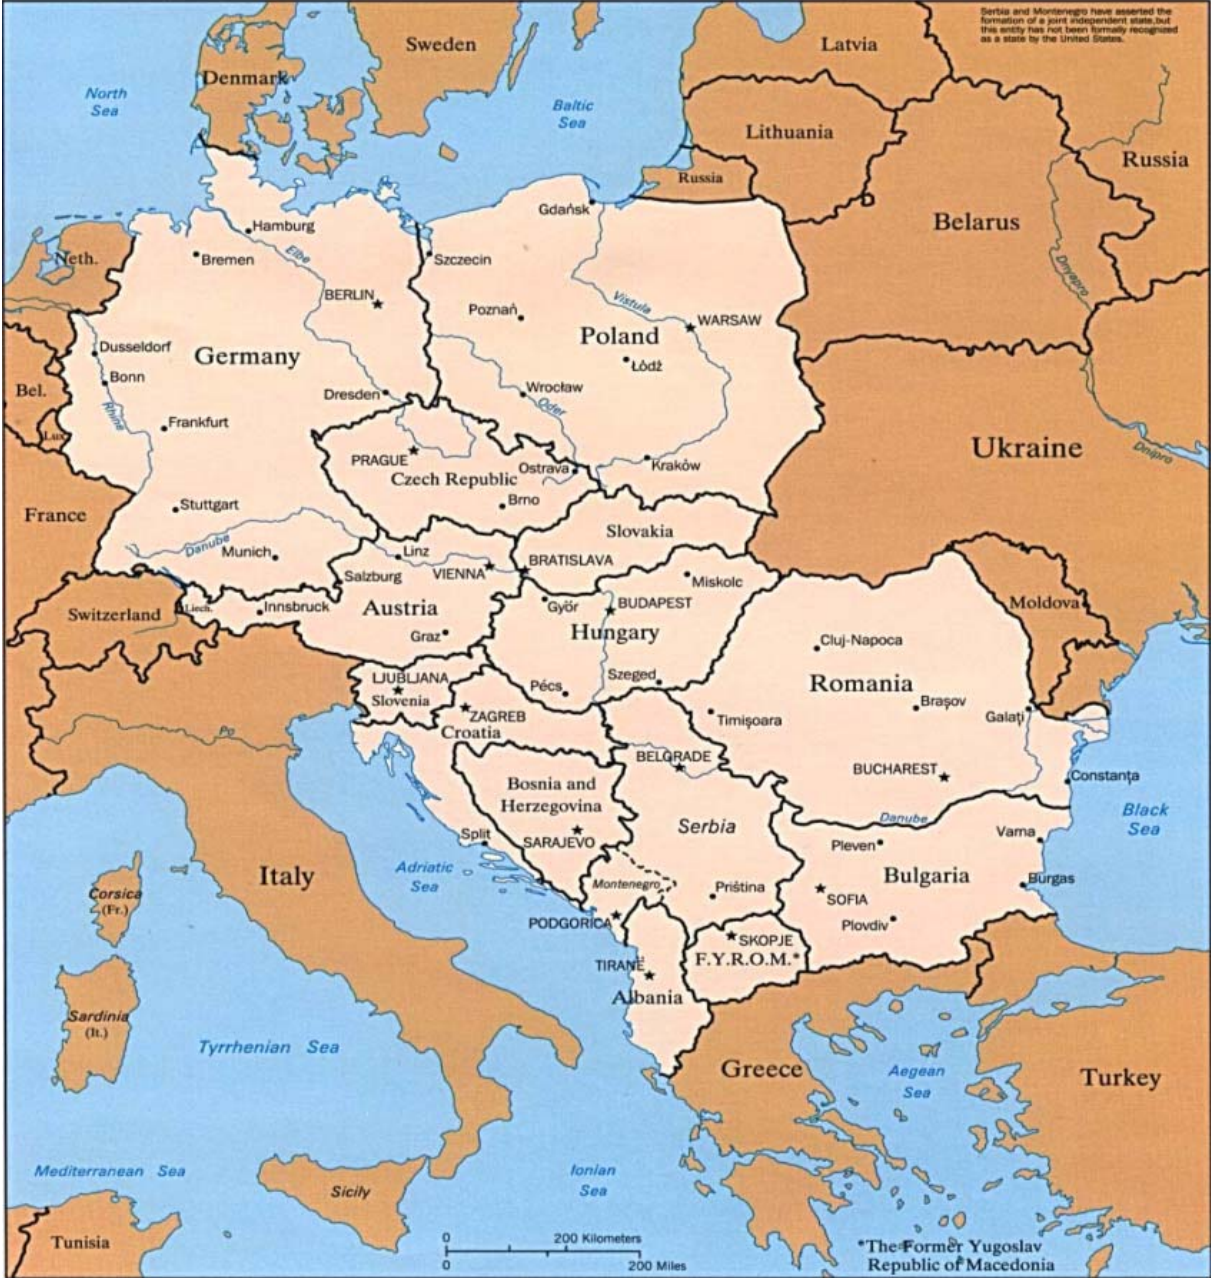 Serbia and Montenegro have asserted the
formation of a joint independent state, but
this entity has not been formally recognized
as a state by the United States.
Sweden
Latvia
Denmark
North
Sea
Baltic
Sea
Lithuania
Russia
Russia
Gdańsk
Belarus
Hamburg
Neth.
Bremen
Elbe
Szczecin
Dnyapro
BERLIN
Vistula
Poznań
WARSAW
Poland
Dusseldorf
Germany
Łódź
Bonn
Bel.
Dresden
Wrocław
Rhine
Oder
Frankfurt
Lux.
Ukraine
Dnipro
PRAGUE
Ostrava
Kraków
Czech Republic
Brno
Stuttgart
France
Slovakia
Danube
Munich
Linz
BRATISLAVA
Salzburg
VIENNA
Miskolc
Switzerland
Liech.
Innsbruck
Austria
Györ
BUDAPEST
Moldova
Hungary
Graz
Cluj-Napoca
LJUBLJANA
Szeged
Slovenia
Pécs
Romania
ZAGREB
Brașov
Croatia
Timișoara
Galați
Po
BELGRADE
BUCHAREST
Constanța
Bosnia and
Herzegovina
Black
Sea
Danube
Serbia
Split
SARAJEVO
Pleven
Varna
Adriatic
Sea
Italy
Montenegro
Priština
Bulgaria
Burgas
Corsica
(Fr.)
SOFIA
PODGORICA
Plovdiv
SKOPJE
F.Y.R.O.M.*
TIRANË
Albania
Sardinia
(It.)
Tyrrhenian Sea
Greece
Aegean
Sea
Turkey
Mediterranean Sea
Ionian
Sea
Sicily
Tunisia
0 200 Kilometers
0 200 Miles
*The Former Yugoslav
Republic of Macedonia